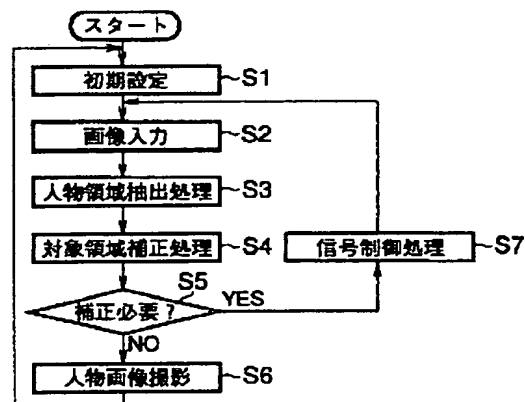 スタート
初期設定 S1
画像入力 S2
人物領域抽出処理 S3
対象領域補正処理 S4
信号制御処理 S7
S5
補正必要? YES
NO
人物画像撮影 S6